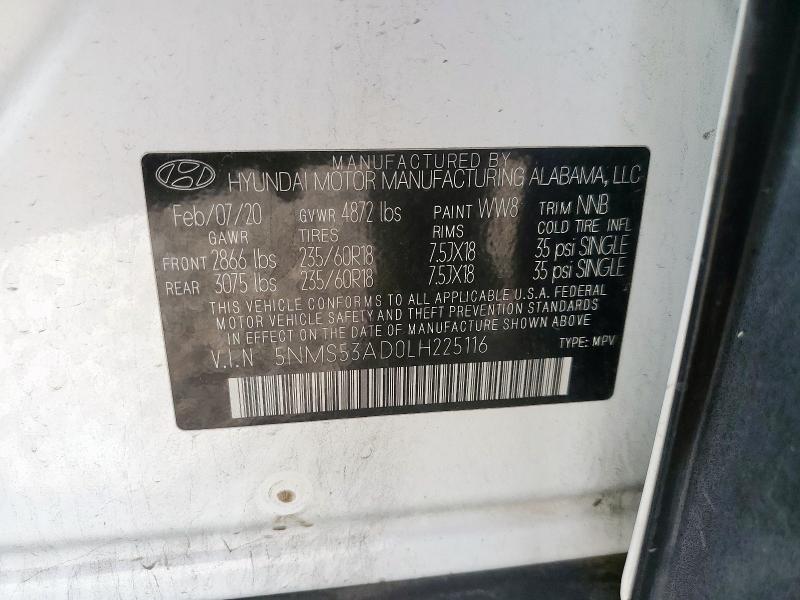 MANUFACTURED BY
HYUNDAI MOTOR MANUFACTURING ALABAMA, LLC
Feb/07/20 GVWR 4872 lbs PAINT WW8 TRIM NNB
GAWR TIRES RIMS COLD TIRE INFL
FRONT 2866 lbs 235/60R18 7.5JX18 35 psi SINGLE
REAR 3075 lbs 235/60R18 7.5JX18 35 psi SINGLE
THIS VEHICLE CONFORMS TO ALL APPLICABLE U.S.A. FEDERAL
MOTOR VEHICLE SAFETY AND THEFT PREVENTION STANDARDS
IN EFFECT ON THE DATE OF MANUFACTURE SHOWN ABOVE
V.I.N 5NMS53AD0LH225116 TYPE: MPV